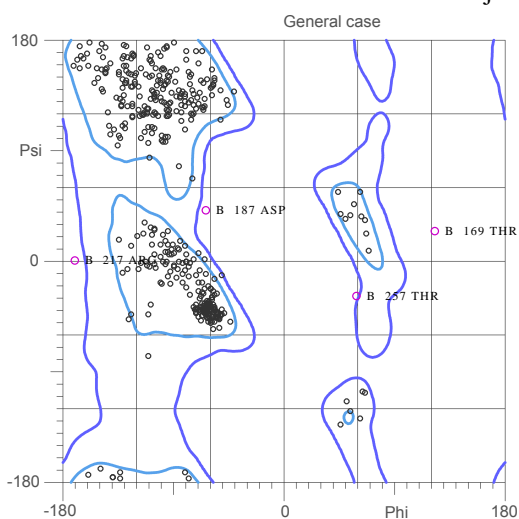 General case
180
Psi
B 187 ASP
B 169 THR
0
B 217 ARG
B 257 THR
-180
-180
0
Phi
180